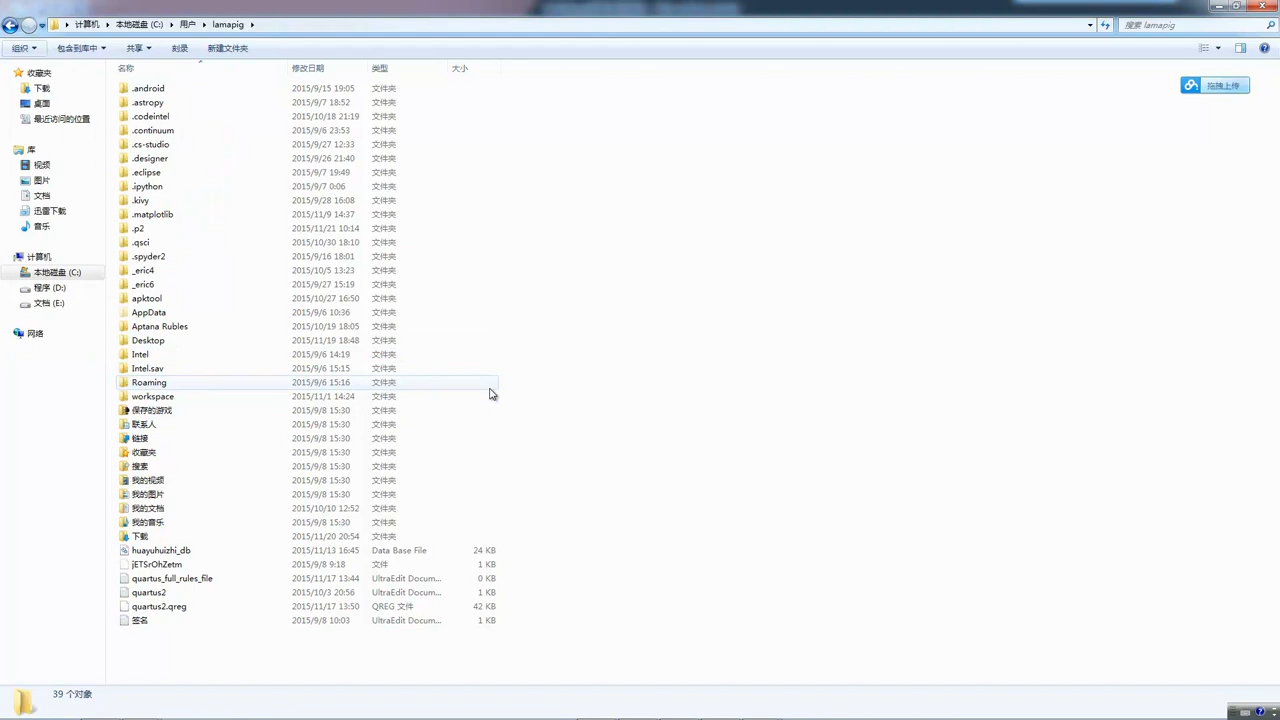 计算机 ▸ 本地磁盘 (C:) ▸ 用户 ▸ lamapig ▸
搜索 lamapig
组织 包含到库中 共享 刻录 新建文件夹
收藏夹
下载
桌面
最近访问的位置
库
视频
图片
文档
迅雷下载
音乐
计算机
本地磁盘 (C:)
程序 (D:)
文档 (E:)
网络
名称 修改日期 类型 大小
.android 2015/9/15 19:05 文件夹
.astropy 2015/9/7 18:52 文件夹
.codeintel 2015/10/18 21:19 文件夹
.continuum 2015/9/6 23:53 文件夹
.cs-studio 2015/9/27 12:33 文件夹
.designer 2015/9/26 21:40 文件夹
.eclipse 2015/9/7 19:49 文件夹
.ipython 2015/9/7 0:06 文件夹
.kivy 2015/9/28 16:08 文件夹
.matplotlib 2015/11/9 14:37 文件夹
.p2 2015/11/21 10:14 文件夹
.qsci 2015/10/30 18:10 文件夹
.spyder2 2015/9/16 18:01 文件夹
_eric4 2015/10/5 13:23 文件夹
_eric6 2015/9/27 15:19 文件夹
apktool 2015/10/27 16:50 文件夹
AppData 2015/9/6 10:36 文件夹
Aptana Rubles 2015/10/19 18:05 文件夹
Desktop 2015/11/19 18:48 文件夹
Intel 2015/9/6 14:19 文件夹
Intel.sav 2015/9/6 15:15 文件夹
Roaming 2015/9/6 15:16 文件夹
workspace 2015/11/1 14:24 文件夹
保存的游戏 2015/9/8 15:30 文件夹
联系人 2015/9/8 15:30 文件夹
链接 2015/9/8 15:30 文件夹
收藏夹 2015/9/8 15:30 文件夹
搜索 2015/9/8 15:30 文件夹
我的视频 2015/9/8 15:30 文件夹
我的图片 2015/9/8 15:30 文件夹
我的文档 2015/10/10 12:52 文件夹
我的音乐 2015/9/8 15:30 文件夹
下载 2015/11/20 20:54 文件夹
huayuhuizhi_db 2015/11/13 16:45 Data Base File 24 KB
jETSrOhZetm 2015/9/8 9:18 文件 1 KB
quartus_full_rules_file 2015/11/17 13:44 UltraEdit Docum... 0 KB
quartus2 2015/10/3 20:56 UltraEdit Docum... 1 KB
quartus2.qreg 2015/11/17 13:50 QREG 文件 42 KB
签名 2015/9/8 10:03 UltraEdit Docum... 1 KB
拖拽上传
39 个对象